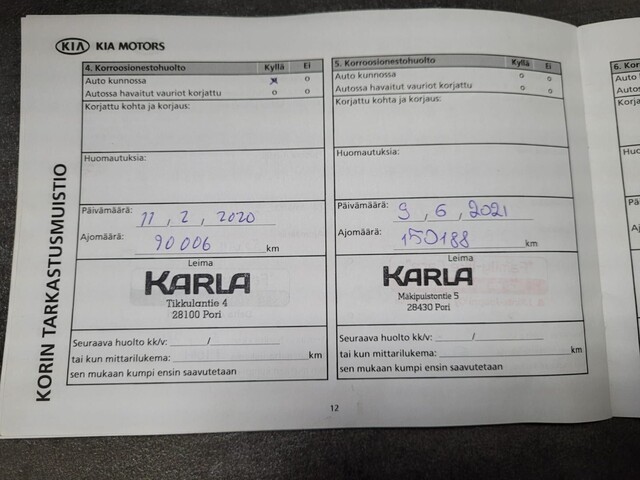 KIA KIA MOTORS
KORIN TARKASTUSMUISTIO
4. Korroosionestohuolto Kyllä Ei
Auto kunnossa
Autossa havaitut vauriot korjattu
Korjattu kohta ja korjaus:
Huomautuksia:
Päivämäärä: 11, 2, 2020
Ajomäärä: 90006 km
Leima
KARLA
Tikkulantie 4
28100 Pori
Seuraava huolto kk/v: /
tai kun mittarilukema: km
sen mukaan kumpi ensin saavutetaan
5. Korroosionestohuolto Kyllä Ei
Auto kunnossa
Autossa havaitut vauriot korjattu
Korjattu kohta ja korjaus:
Huomautuksia:
Päivämäärä: 9, 6, 2021
Ajomäärä: 150188 km
Leima
KARLA
Mäkipuistontie 5
28430 Pori
Seuraava huolto kk/v: /
tai kun mittarilukema: km
sen mukaan kumpi ensin saavutetaan
12